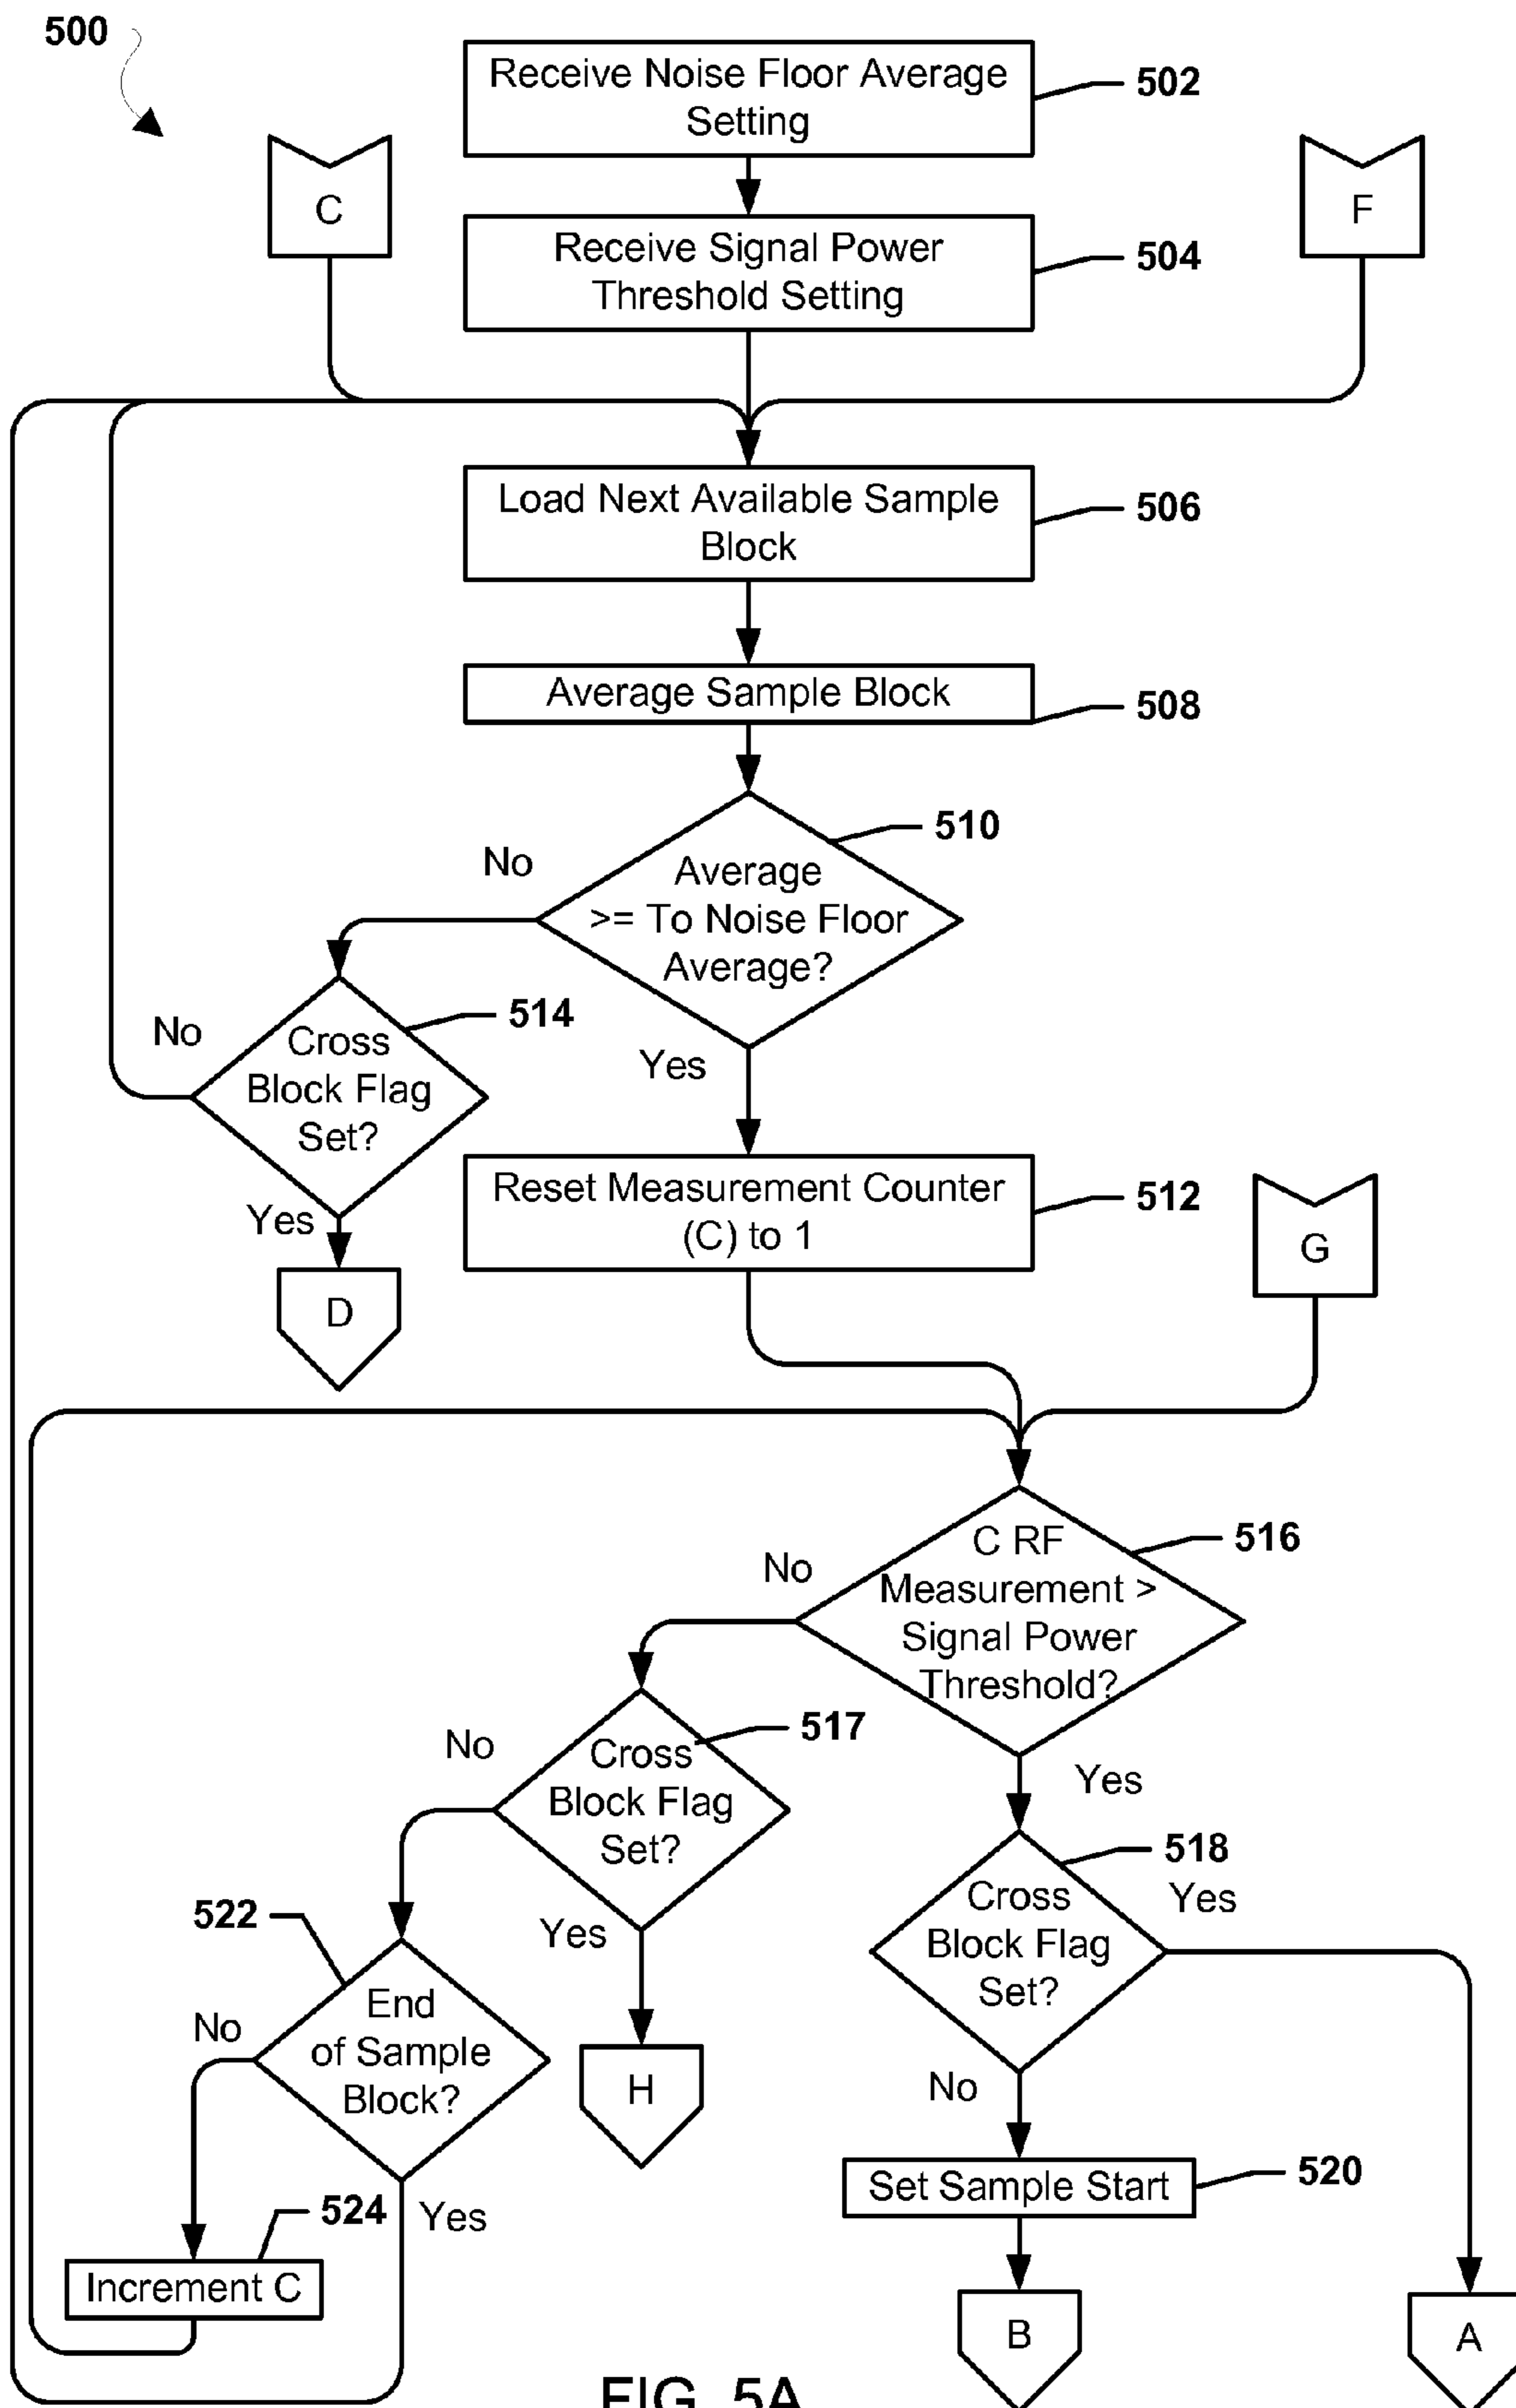 500
Receive Noise Floor Average
Setting
502
C
F
Receive Signal Power
Threshold Setting
504
Load Next Available Sample
Block
506
Average Sample Block
508
510
No
Average
>= To Noise Floor
Average?
514
No
Cross
Block Flag
Set?
Yes
Yes
D
Reset Measurement Counter
(C) to 1
512
G
C RF
Measurement >
Signal Power
Threshold?
516
No
517
No
Cross
Block Flag
Set?
Yes
Yes
518
Cross
Block Flag
Set?
Yes
522
End
of Sample
Block?
No
H
No
Set Sample Start
520
524
Yes
Increment C
B
A
FIG. 5A